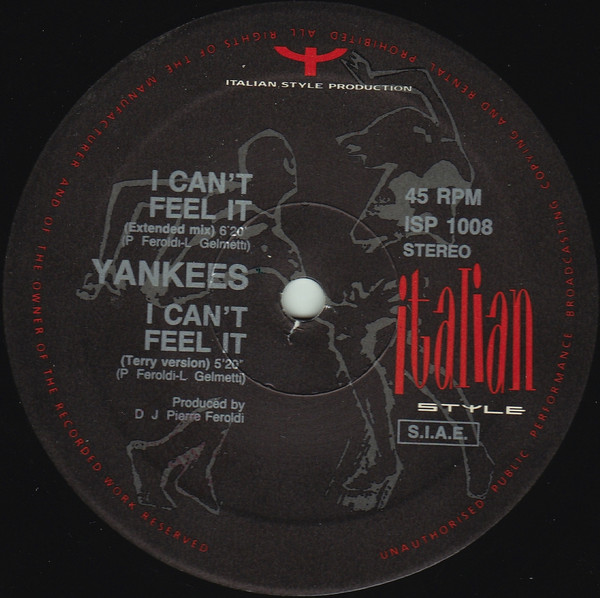 ITALIAN STYLE PRODUCTION
I CAN'T
FEEL IT
(Extended mix) 6'20"
(P Feroldi-L Gelmetti)
YANKEES
I CAN'T
FEEL IT
(Terry version) 5'20"
(P Feroldi-L Gelmetti)
Produced by
D J Pierre Feroldi
45 RPM
ISP 1008
STEREO
italian
STYLE
S.I.A.E.
ALL RIGHTS OF THE MANUFACTURER AND OF THE OWNER OF THE RECORDED WORK RESERVED
UNAUTHORISED PUBLIC PERFORMANCE BROADCASTING COPYING AND RENTAL PROHIBITED